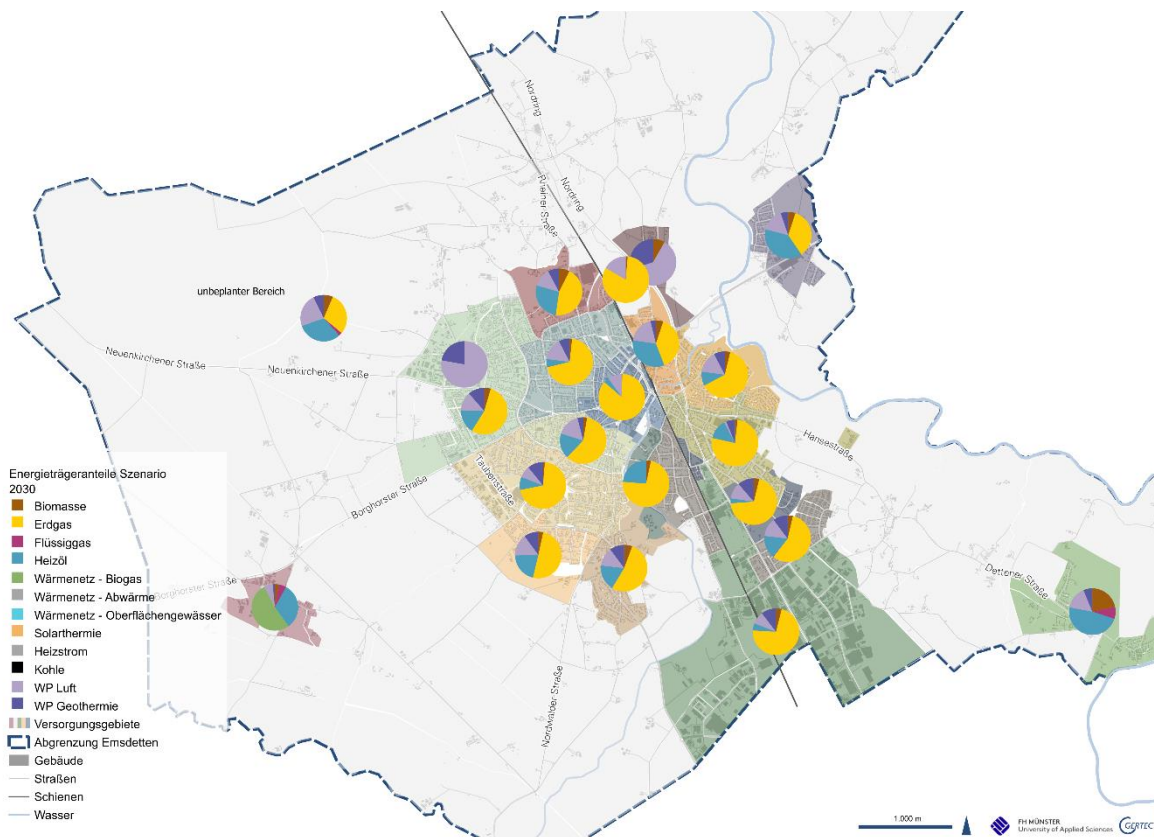 Nordring
Rheiner Straße
Nordring
unbeplanter Bereich
Neuenkirchener Straße
Neuenkirchener Straße
Hansestraße
Taubenstraße
Borghorster Straße
Borghorster Straße
Dettener Straße
Nordwalder Straße
Energieträgeranteile Szenario
2030
Biomasse
Erdgas
Flüssiggas
Heizöl
Wärmenetz - Biogas
Wärmenetz - Abwärme
Wärmenetz - Oberflächengewässer
Solarthermie
Heizstrom
Kohle
WP Luft
WP Geothermie
Versorgungsgebiete
Abgrenzung Emsdetten
Gebäude
Straßen
Schienen
Wasser
1.000 m
FH MÜNSTER
University of Applied Sciences
GERTEC